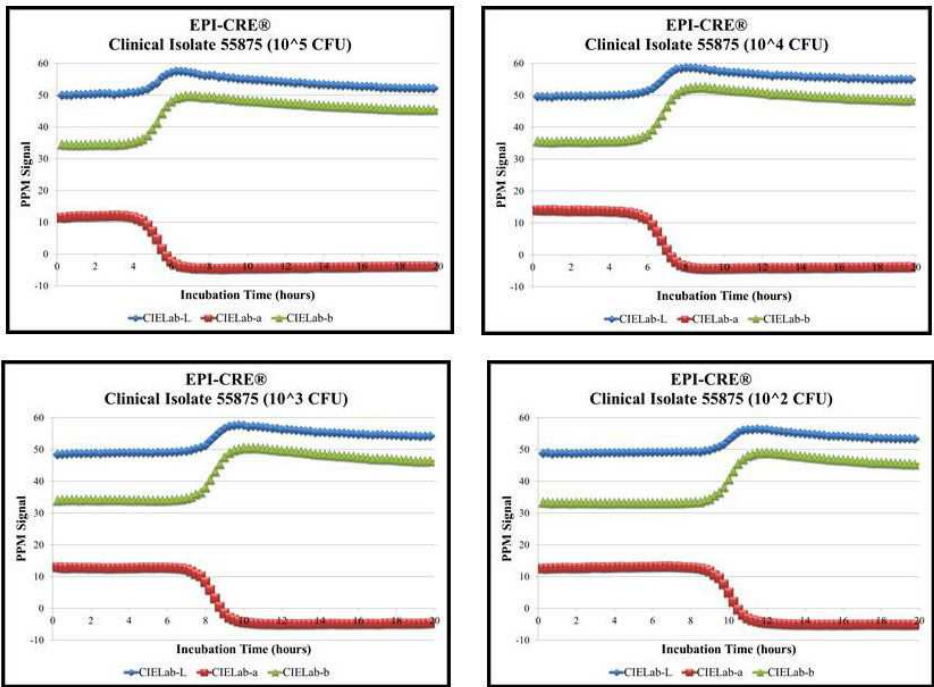 EPI-CRE®
Clinical Isolate 55875 (10^5 CFU)
60
50
40
30
20
10
0
-10
PPM Signal
0 2 4 6 8 10 12 14 16 18 20
Incubation Time (hours)
CIELab-L CIELab-a CIELab-b
EPI-CRE®
Clinical Isolate 55875 (10^4 CFU)
60
50
40
30
20
10
0
-10
PPM Signal
0 2 4 6 8 10 12 14 16 18 20
Incubation Time (hours)
CIELab-L CIELab-a CIELab-b
EPI-CRE®
Clinical Isolate 55875 (10^3 CFU)
60
50
40
30
20
10
0
-10
PPM Signal
0 2 4 6 8 10 12 14 16 18 20
Incubation Time (hours)
CIELab-L CIELab-a CIELab-b
EPI-CRE®
Clinical Isolate 55875 (10^2 CFU)
60
50
40
30
20
10
0
-10
PPM Signal
0 2 4 6 8 10 12 14 16 18 20
Incubation Time (hours)
CIELab-L CIELab-a CIELab-b